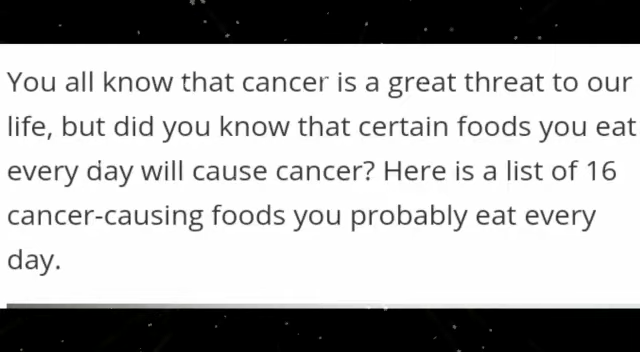 You all know that cancer is a great threat to our
life, but did you know that certain foods you eat
every day will cause cancer? Here is a list of 16
cancer-causing foods you probably eat every
day.